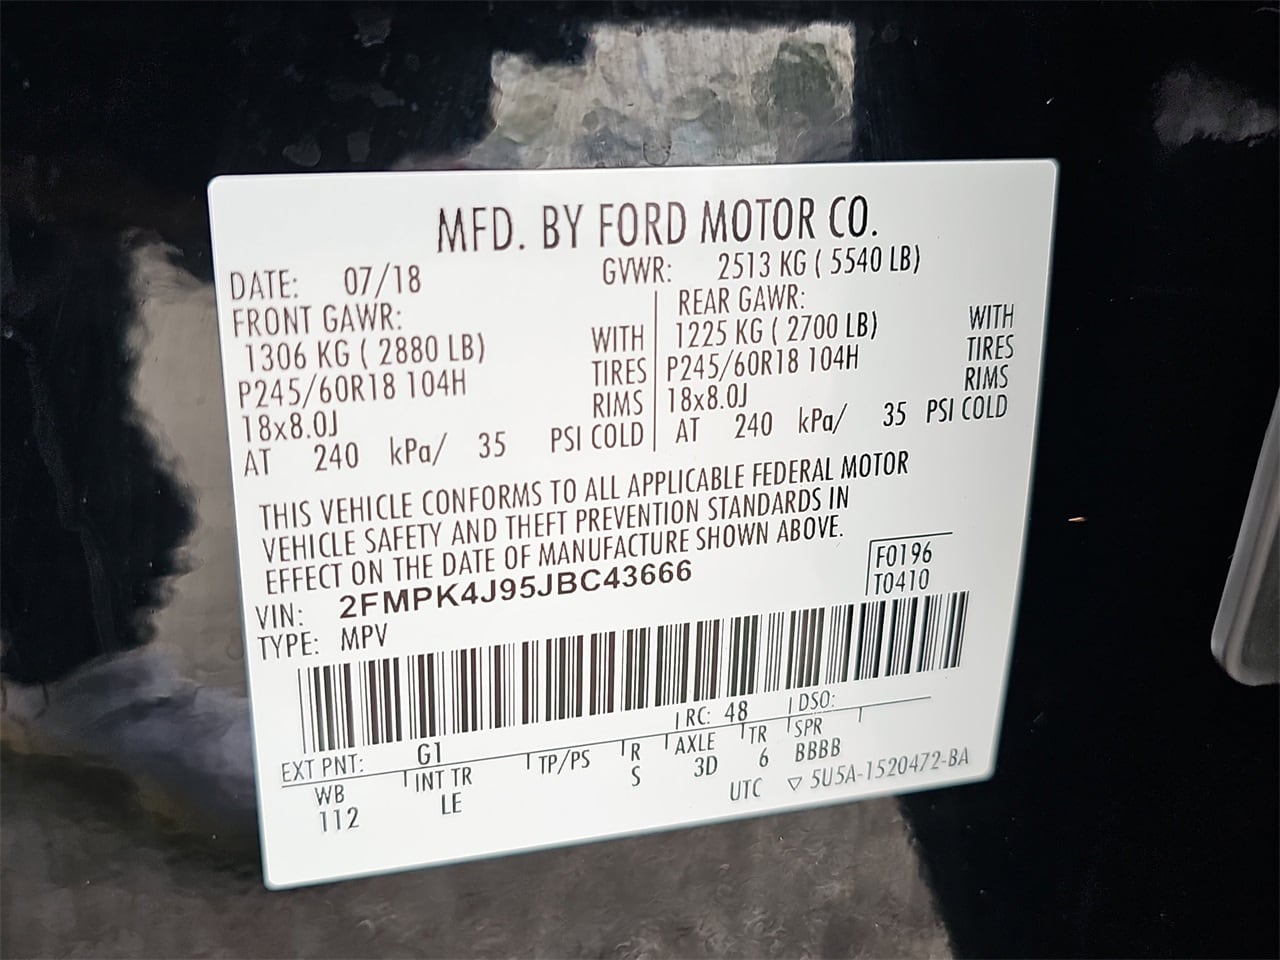 MFD. BY FORD MOTOR CO.
DATE: 07/18 GVWR: 2513 KG ( 5540 LB)
FRONT GAWR: REAR GAWR:
1306 KG ( 2880 LB) WITH 1225 KG ( 2700 LB) WITH
P245/60R18 104H TIRES P245/60R18 104H TIRES
18x8.0J RIMS 18x8.0J RIMS
AT 240 kPa/ 35 PSI COLD AT 240 kPa/ 35 PSI COLD
THIS VEHICLE CONFORMS TO ALL APPLICABLE FEDERAL MOTOR
VEHICLE SAFETY AND THEFT PREVENTION STANDARDS IN
EFFECT ON THE DATE OF MANUFACTURE SHOWN ABOVE.
F0196
VIN: 2FMPK4J95JBC43666 T0410
TYPE: MPV
EXT PNT: G1 RC: 48 DSO:
WB INT TR TP/PS R AXLE TR SPR
112 LE S 3D 6 BBBB
UTC ▽ 5U5A-1520472-BA